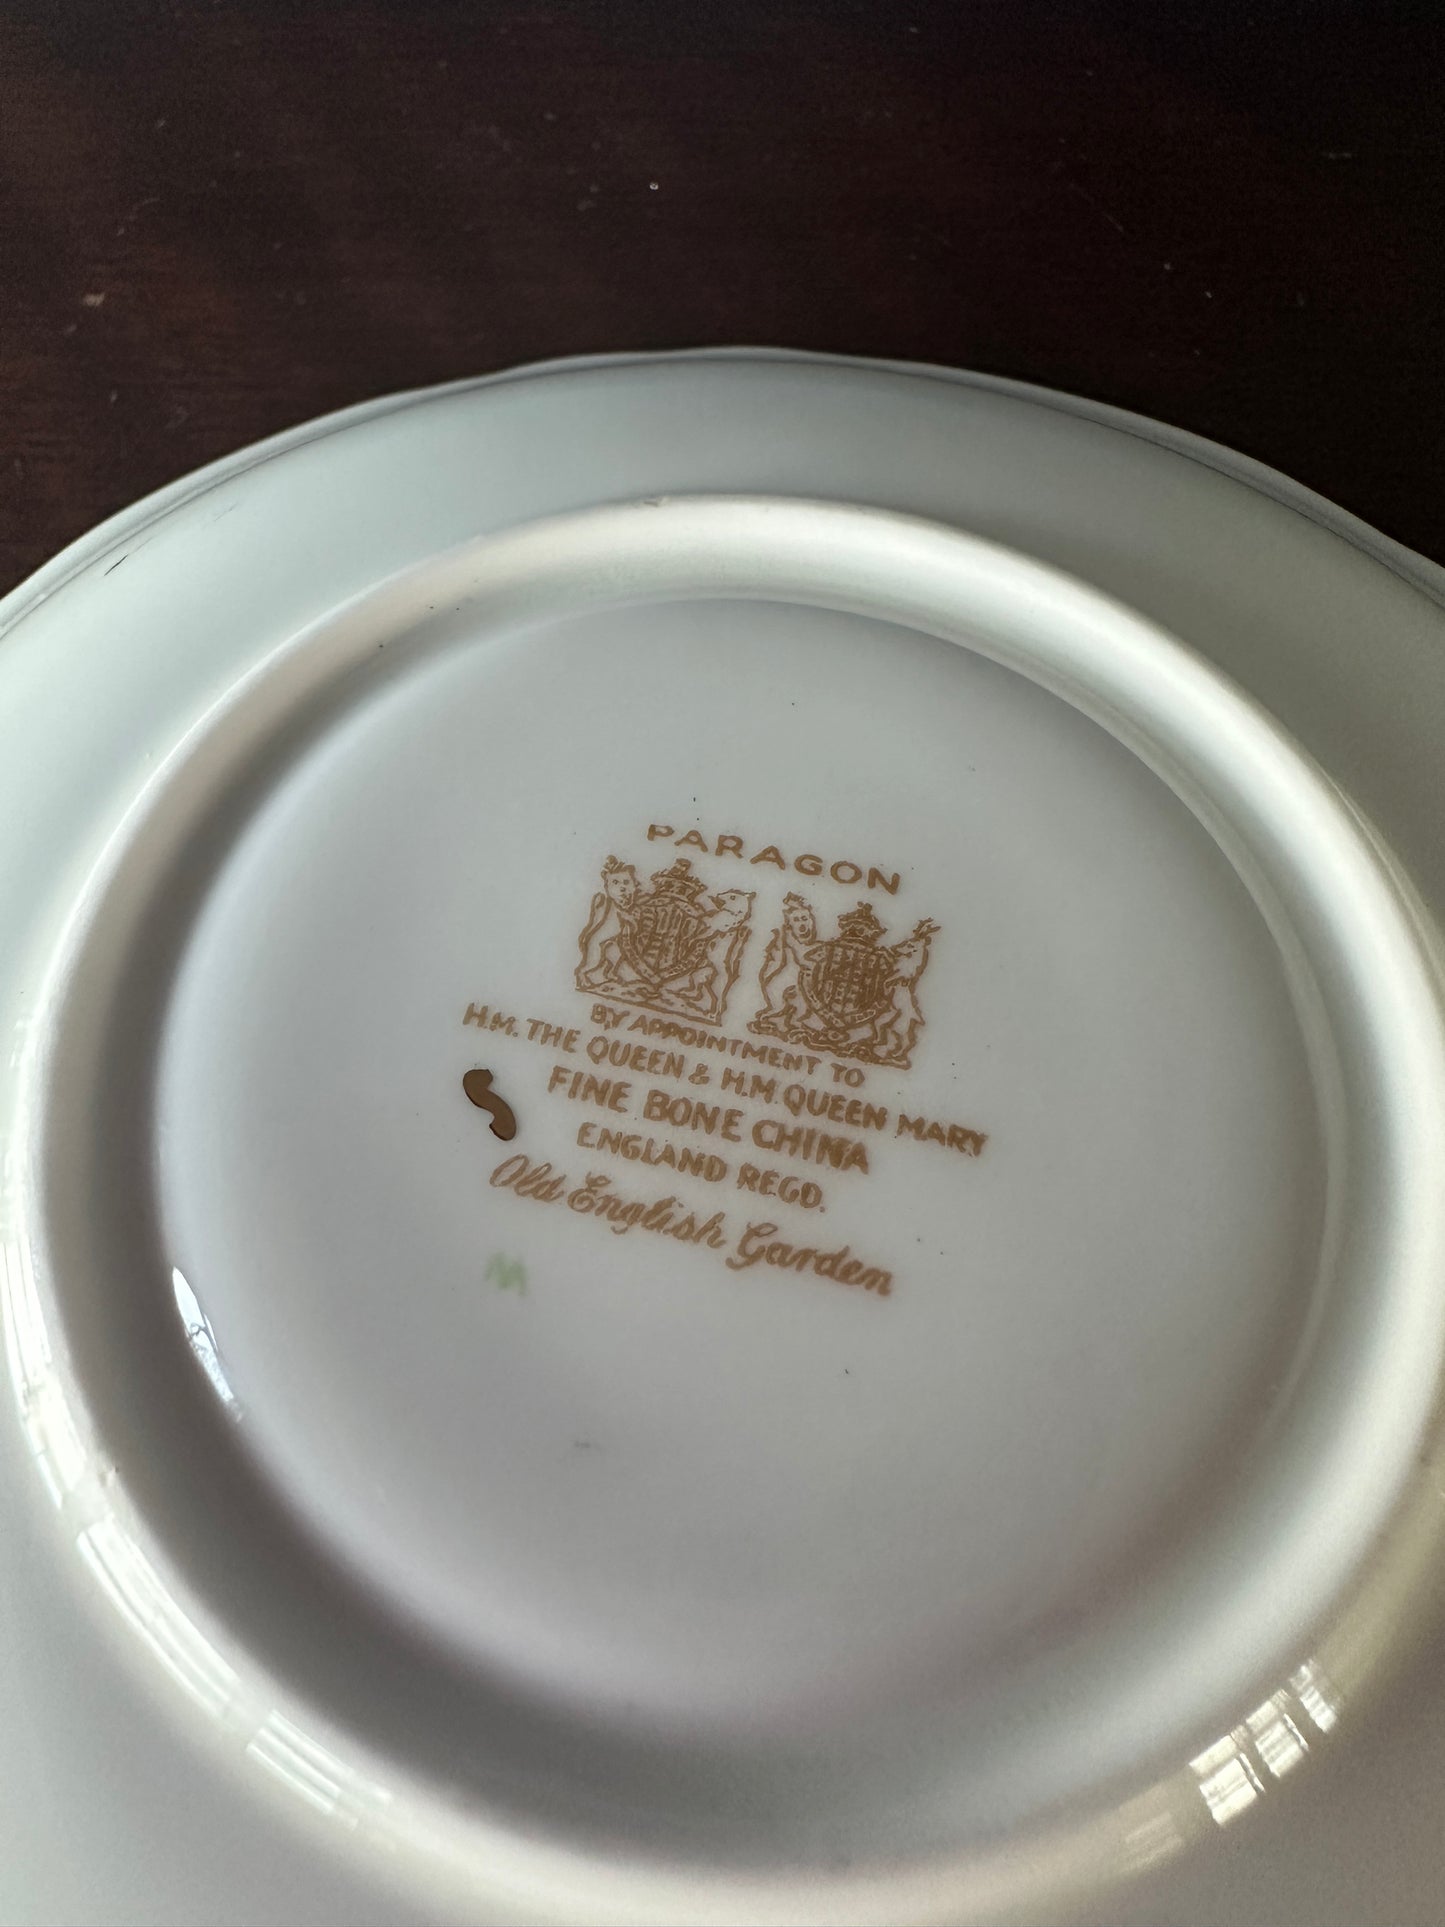 PARAGON
BY APPOINTMENT TO
H.M. THE QUEEN & H.M. QUEEN MARY
FINE BONE CHINA
ENGLAND REGD.
Old English Garden